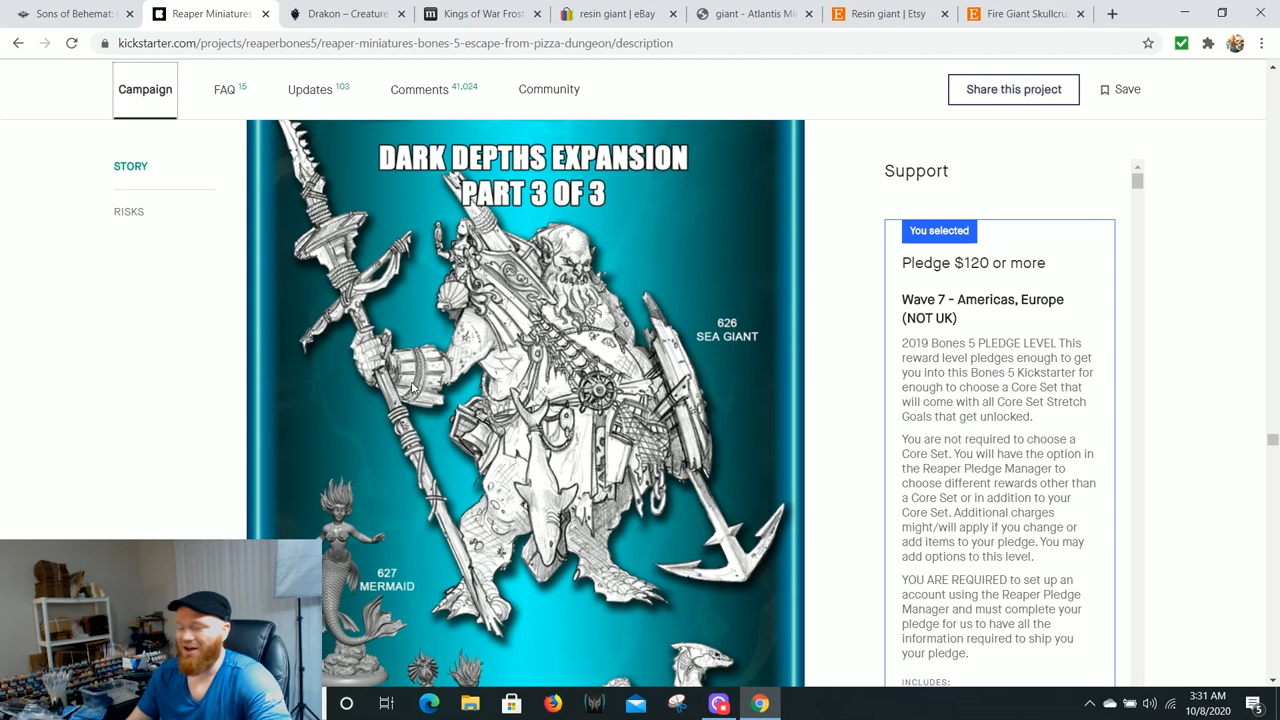 Sons of Behemat: G
Reaper Miniatures
Drakon – Creature
Kings of War Frost
resin giant | eBay
giant - Atlantis Mi
Resin giant | Etsy
Fire Giant Skullcru
kickstarter.com/projects/reaperbones5/reaper-miniatures-bones-5-escape-from-pizza-dungeon/description
Campaign
FAQ 15
Updates 103
Comments 41,024
Community
Share this project
Save
STORY
RISKS
DARK DEPTHS EXPANSION
PART 3 OF 3
626
SEA GIANT
627
MERMAID
Support
You selected
Pledge $120 or more
Wave 7 - Americas, Europe
(NOT UK)
2019 Bones 5 PLEDGE LEVEL This
reward level pledges enough to get
you into this Bones 5 Kickstarter for
enough to choose a Core Set that
will come with all Core Set Stretch
Goals that get unlocked.
You are not required to choose a
Core Set. You will have the option in
the Reaper Pledge Manager to
choose different rewards other than
a Core Set or in addition to your
Core Set. Additional charges
might/will apply if you change or
add items to your pledge. You may
add options to this level.
YOU ARE REQUIRED to set up an
account using the Reaper Pledge
Manager and must complete your
pledge for us to have all the
information required to ship you
your pledge.
INCLUDES:
3:31 AM
10/8/2020
5